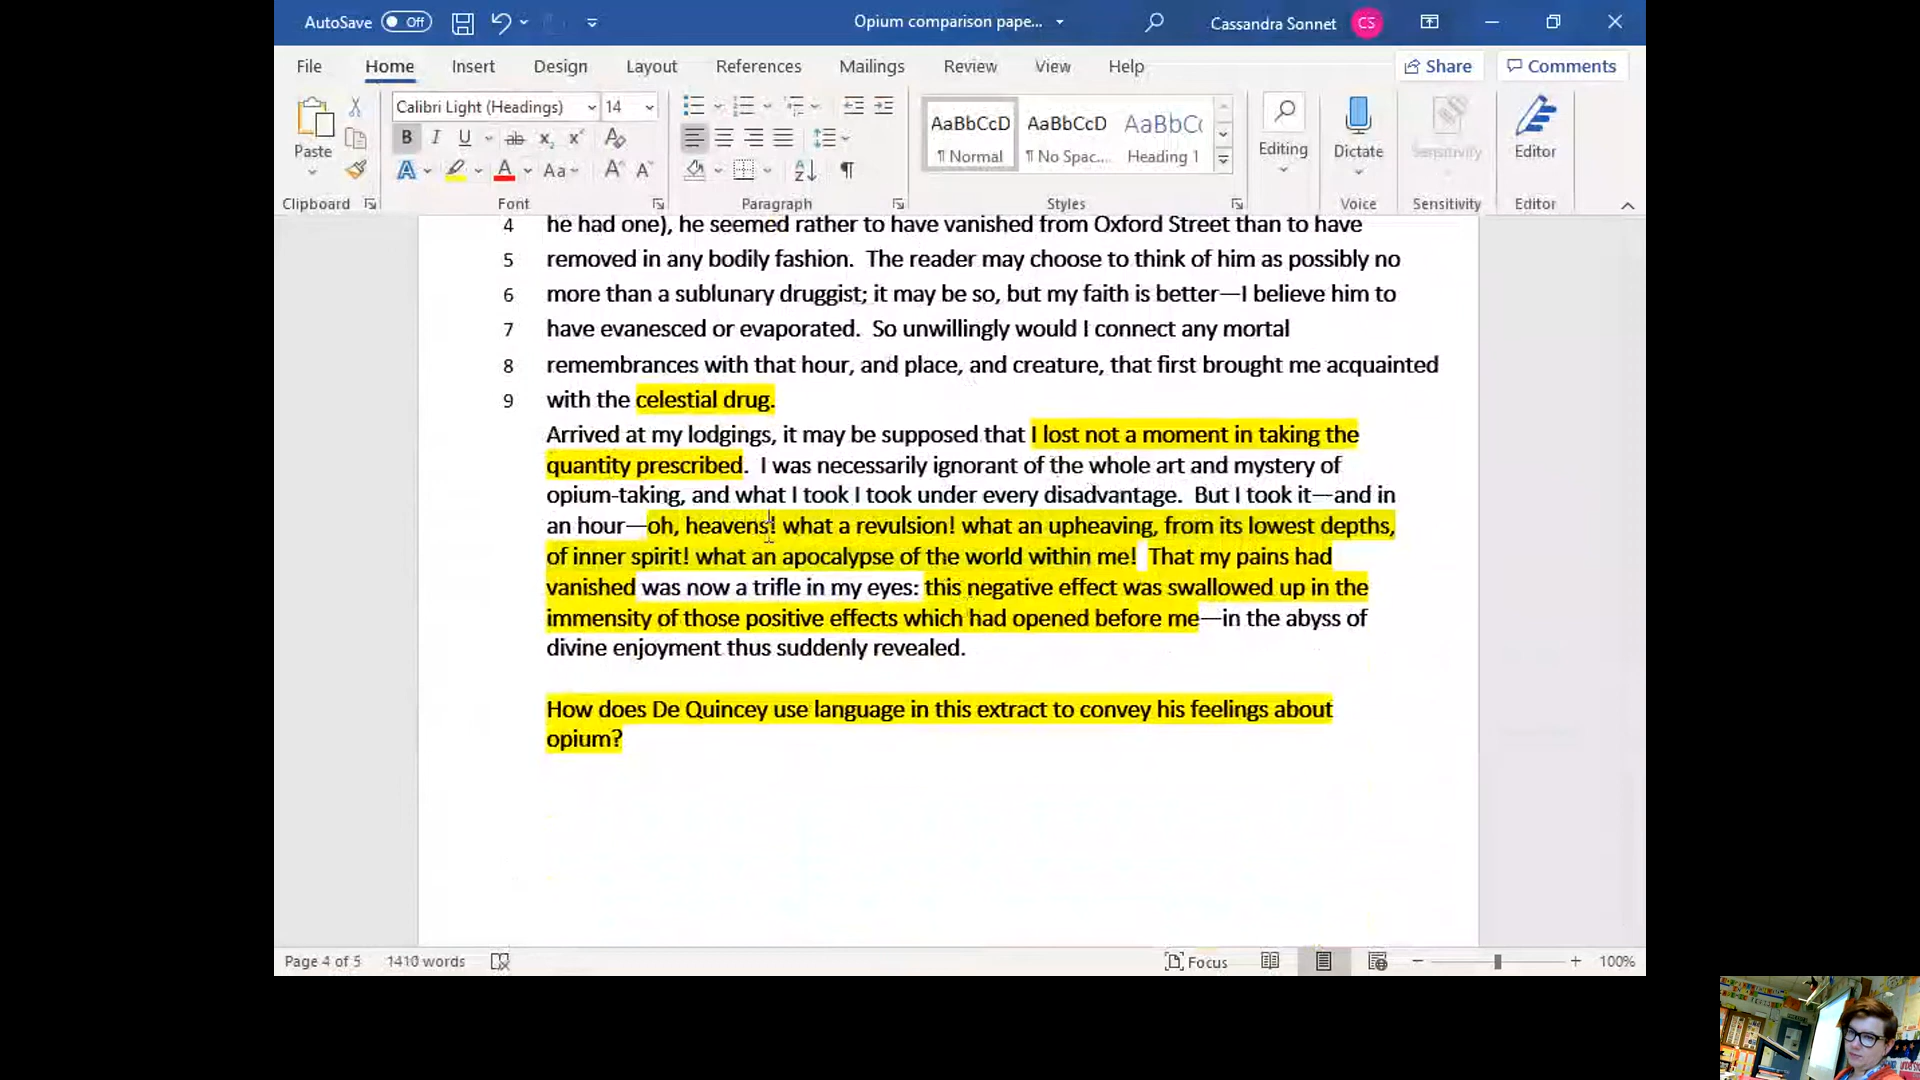 AutoSave Off Opium comparison pape... Cassandra Sonnet CS
File Home Insert Design Layout References Mailings Review View Help Share Comments
Calibri Light (Headings) 14
AaBbCcD AaBbCcD AaBbC
Paste ¶ Normal ¶ No Spac... Heading 1 Editing Dictate Sensitivity Editor
Clipboard Font Paragraph Styles Voice Sensitivity Editor
4 he had one), he seemed rather to have vanished from Oxford Street than to have
5 removed in any bodily fashion. The reader may choose to think of him as possibly no
6 more than a sublunary druggist; it may be so, but my faith is better—I believe him to
7 have evanesced or evaporated. So unwillingly would I connect any mortal
8 remembrances with that hour, and place, and creature, that first brought me acquainted
9 with the celestial drug.
Arrived at my lodgings, it may be supposed that I lost not a moment in taking the
quantity prescribed. I was necessarily ignorant of the whole art and mystery of
opium-taking, and what I took I took under every disadvantage. But I took it—and in
an hour—oh, heavens! what a revulsion! what an upheaving, from its lowest depths,
of inner spirit! what an apocalypse of the world within me! That my pains had
vanished was now a trifle in my eyes: this negative effect was swallowed up in the
immensity of those positive effects which had opened before me—in the abyss of
divine enjoyment thus suddenly revealed.
How does De Quincey use language in this extract to convey his feelings about
opium?
Page 4 of 5 1410 words Focus 100%